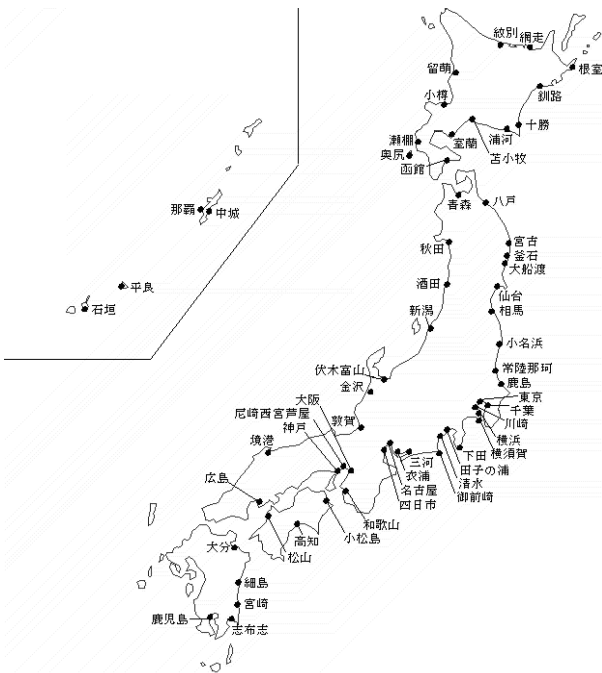 紋別
網走
留萌
根室
釧路
小樽
十勝
浦河
瀬棚
室蘭
苫小牧
奥尻
函館
青森
八戸
那覇
中城
秋田
宮古
釜石
大船渡
平良
酒田
仙台
石垣
新潟
相馬
小名浜
伏木富山
常陸那珂
金沢
鹿島
大阪
東京
尼崎西宮芦屋
千葉
敦賀
川崎
神戸
横浜
境港
横須賀
下田
三河
田子の浦
衣浦
広島
清水
名古屋
御前崎
四日市
和歌山
小松島
高知
大分
松山
細島
宮崎
鹿児島
志布志